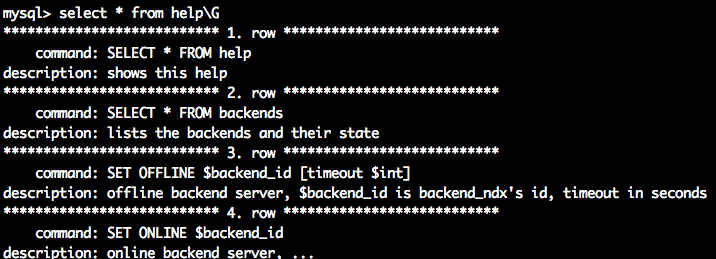 mysql> select * from help\G
*************************** 1. row ***************************
    command: SELECT * FROM help
description: shows this help
*************************** 2. row ***************************
    command: SELECT * FROM backends
description: lists the backends and their state
*************************** 3. row ***************************
    command: SET OFFLINE $backend_id [timeout $int]
description: offline backend server, $backend_id is backend_ndx's id, timeout in seconds
*************************** 4. row ***************************
    command: SET ONLINE $backend_id
description: online backend server, ...